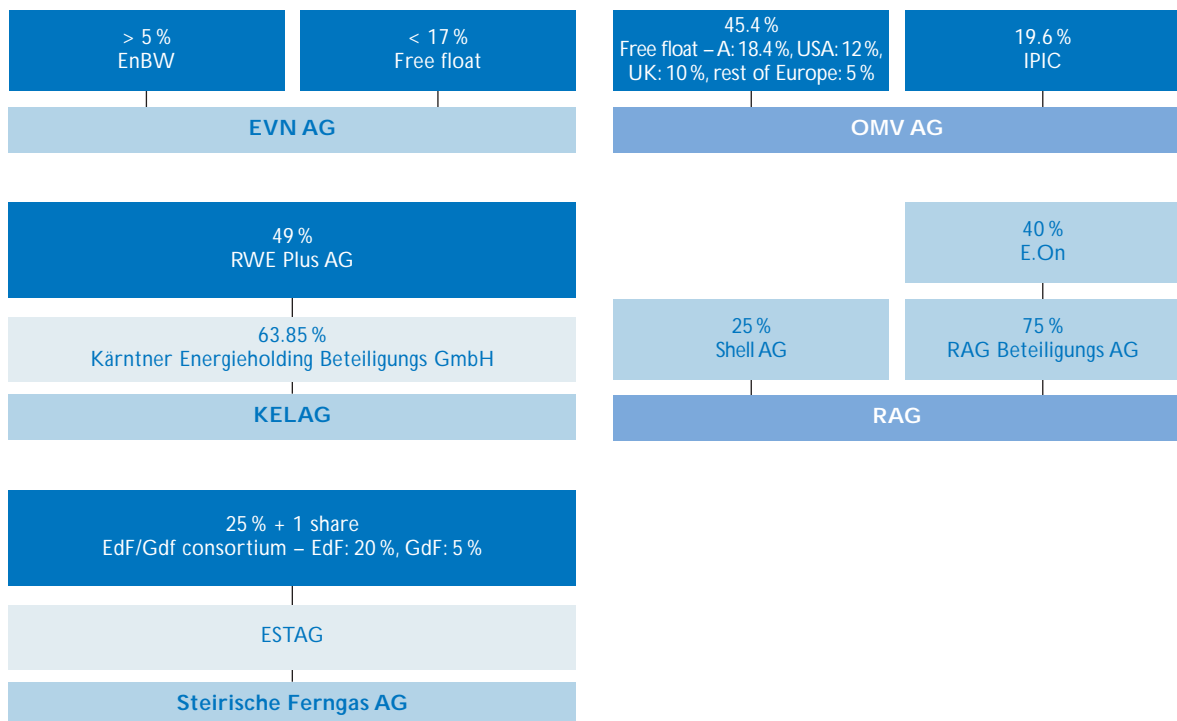 > 5 %
EnBW
< 17 %
Free float
EVN AG
45.4 %
Free float – A: 18.4 %, USA: 12 %,
UK: 10 %, rest of Europe: 5 %
19.6 %
IPIC
OMV AG
49 %
RWE Plus AG
63.85 %
Kärntner Energieholding Beteiligungs GmbH
KELAG
40 %
E.On
25 %
Shell AG
75 %
RAG Beteiligungs AG
RAG
25 % + 1 share
EdF/Gdf consortium – EdF: 20 %, GdF: 5 %
ESTAG
Steirische Ferngas AG